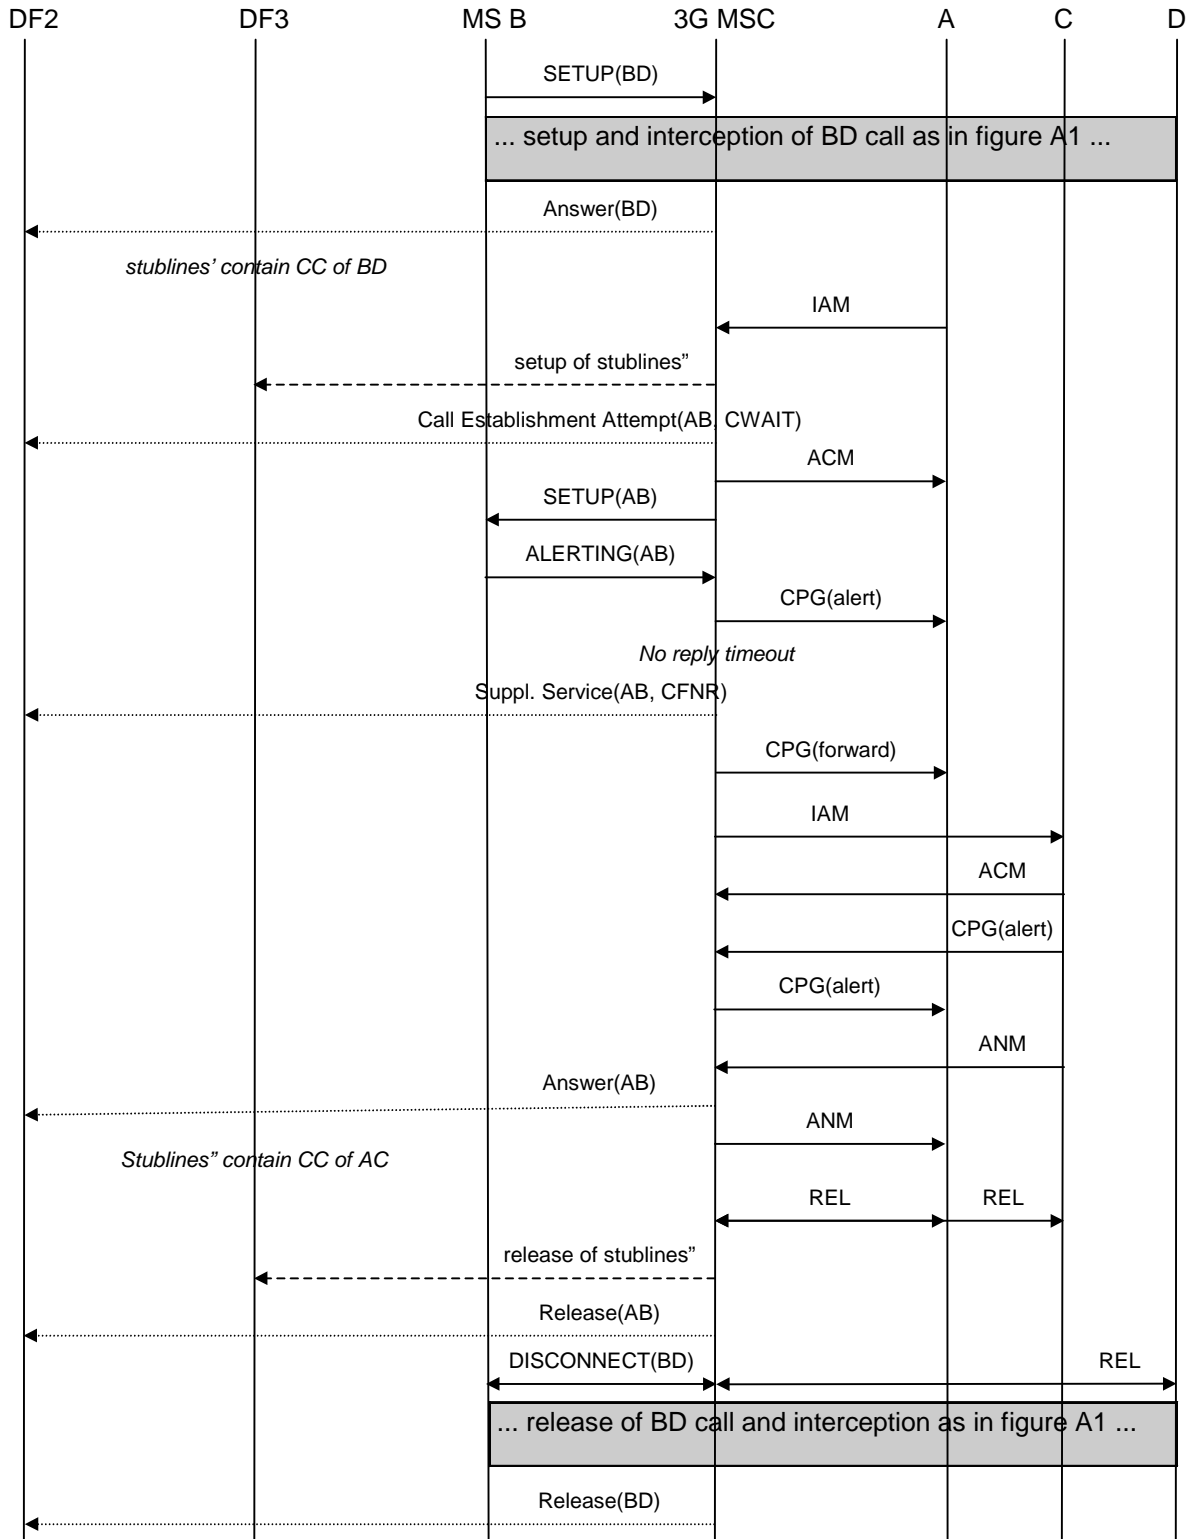 DF2 DF3 MS B 3G MSC A C D
SETUP(BD)
... setup and interception of BD call as in figure A1 ...
Answer(BD)
stublines’ contain CC of BD
IAM
setup of stublines”
Call Establishment Attempt(AB, CWAIT)
ACM
SETUP(AB)
ALERTING(AB)
CPG(alert)
No reply timeout
Suppl. Service(AB, CFNR)
CPG(forward)
IAM
ACM
CPG(alert)
CPG(alert)
ANM
Answer(AB)
ANM
Stublines” contain CC of AC
REL REL
release of stublines”
Release(AB)
DISCONNECT(BD) REL
... release of BD call and interception as in figure A1 ...
Release(BD)